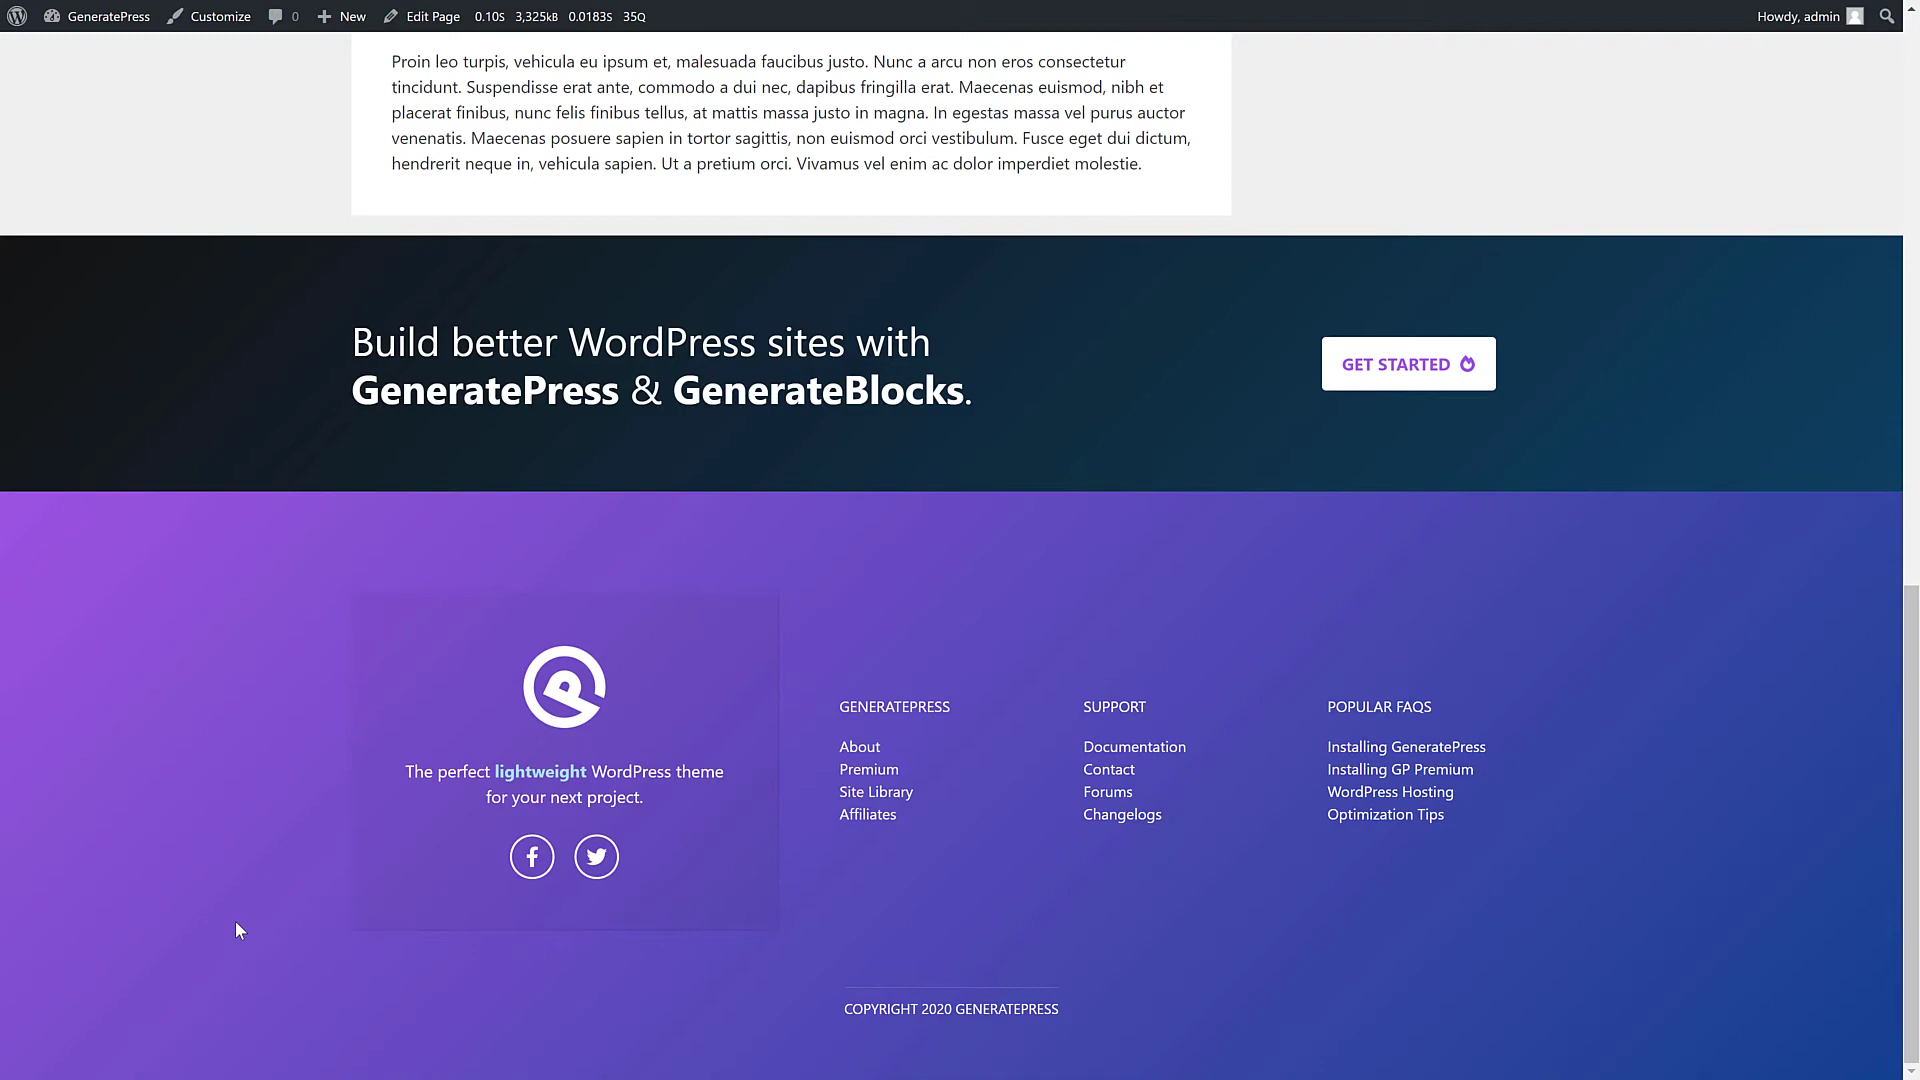 GeneratePress Customize 0 New Edit Page 0.10S 3,325KB 0.0183S 35Q Howdy, admin
Proin leo turpis, vehicula eu ipsum et, malesuada faucibus justo. Nunc a arcu non eros consectetur
tincidunt. Suspendisse erat ante, commodo a dui nec, dapibus fringilla erat. Maecenas euismod, nibh et
placerat finibus, nunc felis finibus tellus, at mattis massa justo in magna. In egestas massa vel purus auctor
venenatis. Maecenas posuere sapien in tortor sagittis, non euismod orci vestibulum. Fusce eget dui dictum,
hendrerit neque in, vehicula sapien. Ut a pretium orci. Vivamus vel enim ac dolor imperdiet molestie.
Build better WordPress sites with
GeneratePress & GenerateBlocks.
GET STARTED
The perfect lightweight WordPress theme
for your next project.
GENERATEPRESS
About
Premium
Site Library
Affiliates
SUPPORT
Documentation
Contact
Forums
Changelogs
POPULAR FAQS
Installing GeneratePress
Installing GP Premium
WordPress Hosting
Optimization Tips
COPYRIGHT 2020 GENERATEPRESS